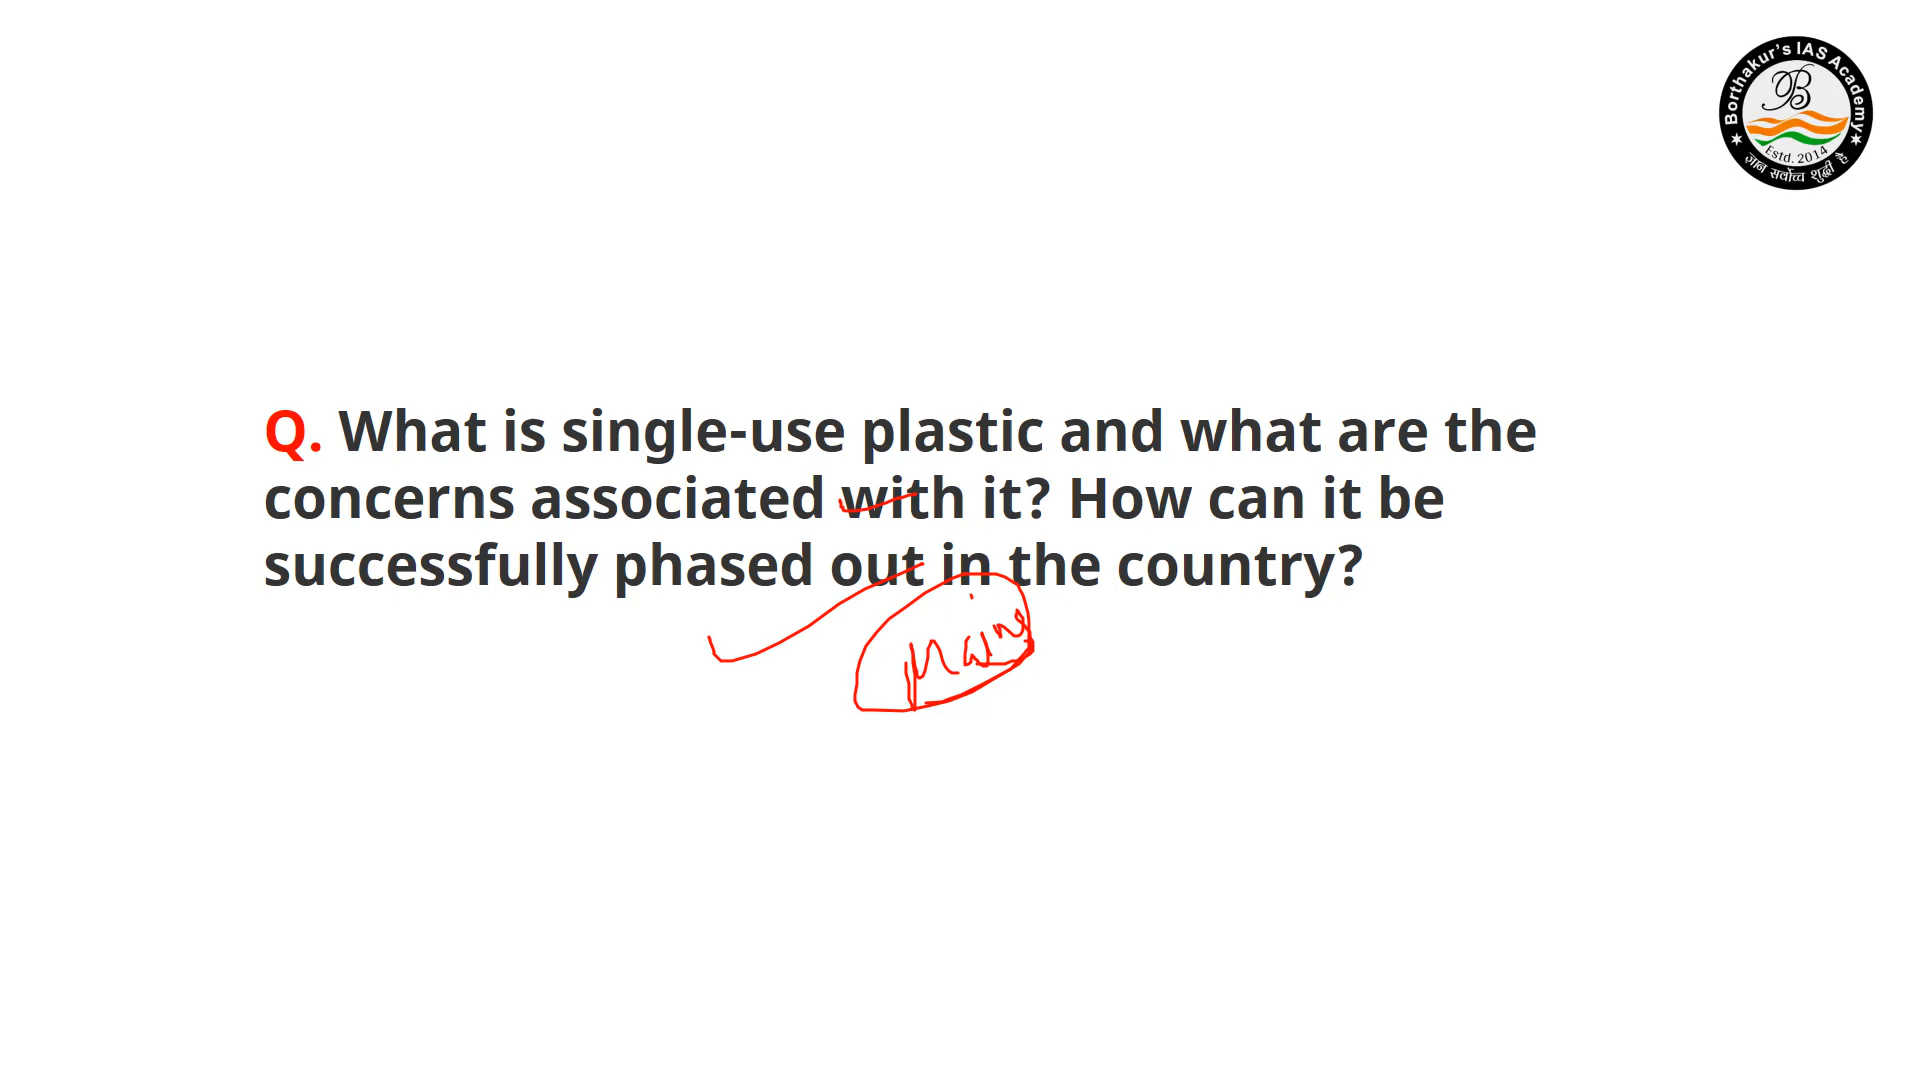 Borthakur's IAS Academy
B
Estd. 2014
ज्ञान सर्वोच्च शुद्धी है
Q. What is single-use plastic and what are the
concerns associated with it? How can it be
successfully phased out in the country?
Mains